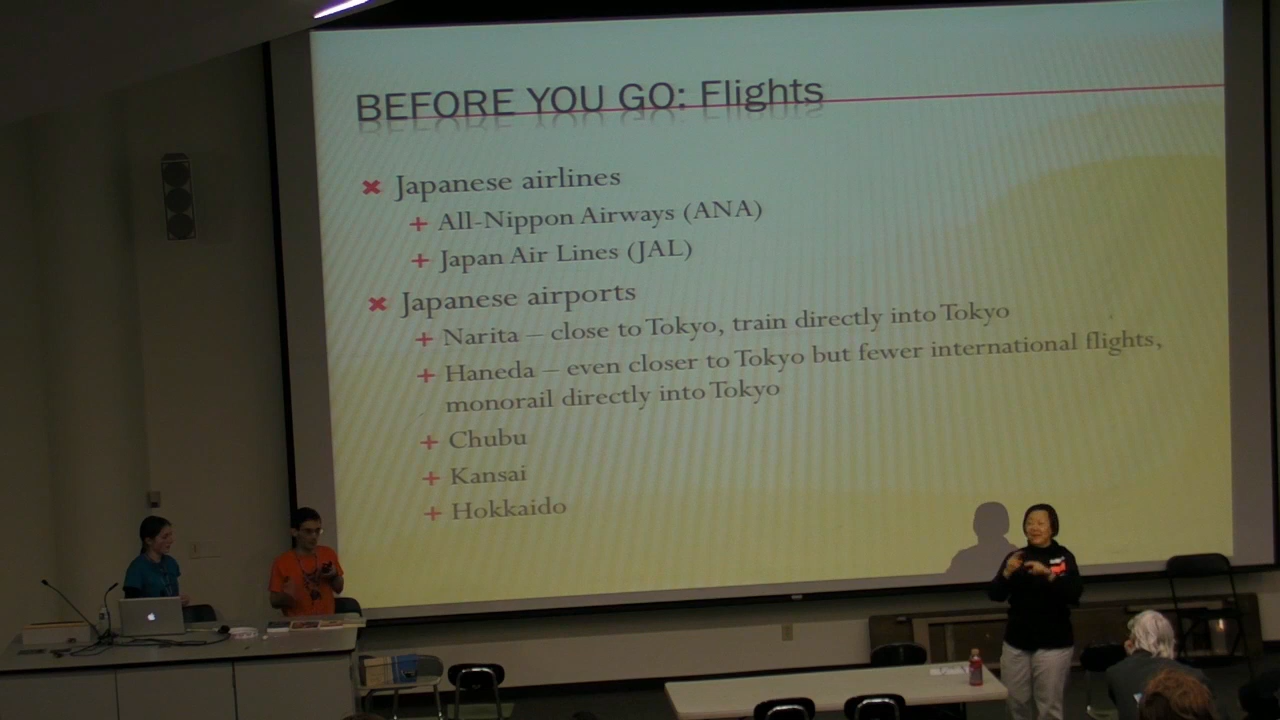 BEFORE YOU GO: Flights
Japanese airlines
All-Nippon Airways (ANA)
Japan Air Lines (JAL)
Japanese airports
Narita – close to Tokyo, train directly into Tokyo
Haneda – even closer to Tokyo but fewer international flights,
monorail directly into Tokyo
Chubu
Kansai
Hokkaido